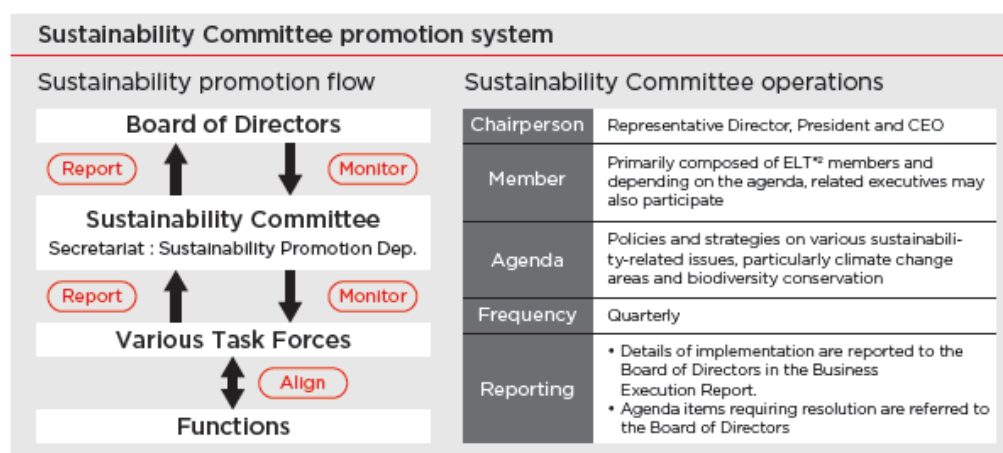 Sustainability Committee promotion system
Sustainability promotion flow
Board of Directors
Report
Monitor
Sustainability Committee
Secretariat : Sustainability Promotion Dep.
Report
Monitor
Various Task Forces
Align
Functions
Sustainability Committee operations
Chairperson
Representative Director, President and CEO
Member
Primarily composed of ELT*2 members and
depending on the agenda, related executives may
also participate
Agenda
Policies and strategies on various sustainabili-
ty-related issues, particularly climate change
areas and biodiversity conservation
Frequency
Quarterly
Reporting
• Details of implementation are reported to the
Board of Directors in the Business
Execution Report.
• Agenda items requiring resolution are referred to
the Board of Directors